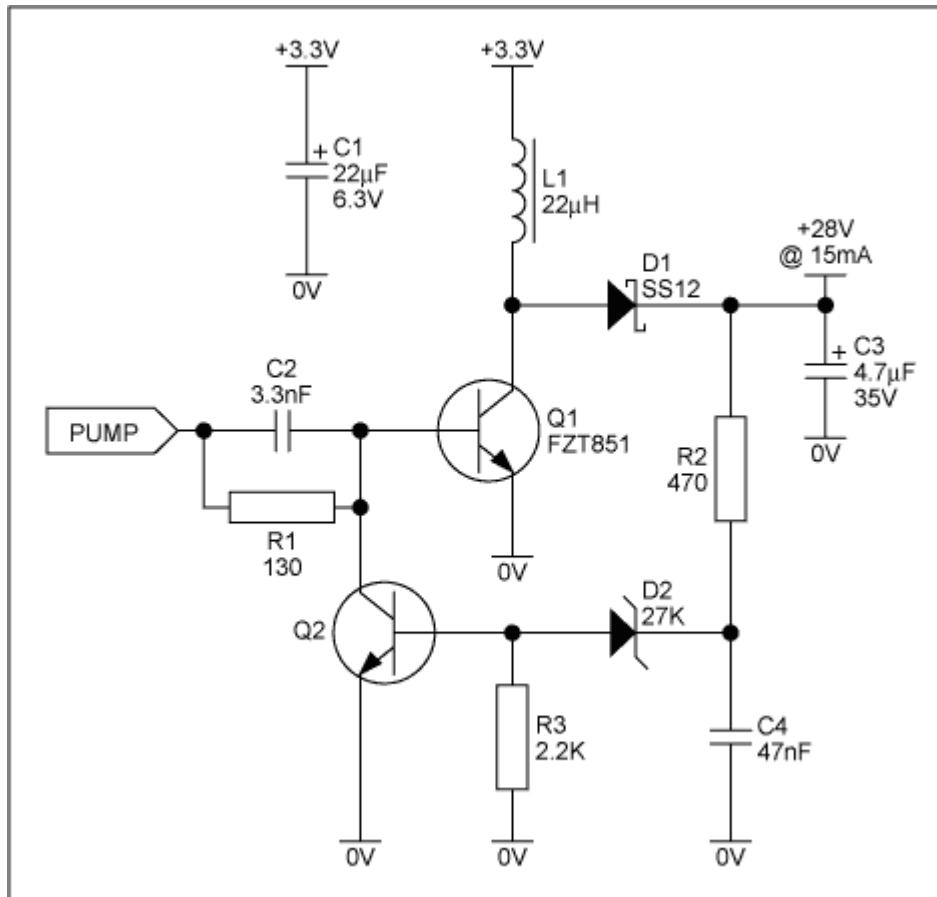 +3.3V
+3.3V
C1
22μF
6.3V
0V
L1
22μH
+28V
@ 15mA
D1
SS12
C3
4.7μF
35V
0V
C2
3.3nF
PUMP
Q1
FZT851
0V
R1
130
R2
470
Q2
D2
27K
R3
2.2K
C4
47nF
0V
0V
0V
+
+